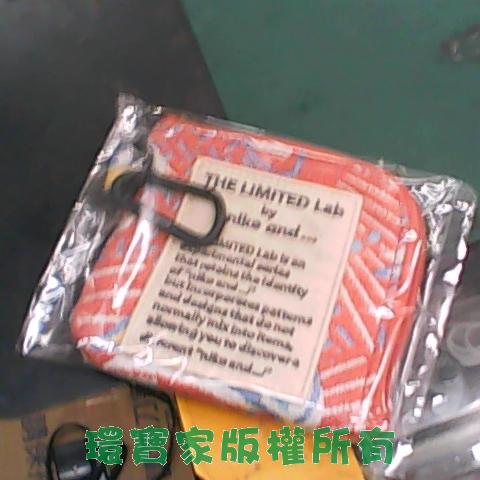 THE LIMITED Lab
by
nike and...
LIMITED Lab is an
experimental series
that retains the identity
of "nike and...."
but incorporates patterns
and designs that do not
normally mix into items,
allowing you to discover a
different "nike and...."
環寶家版權所有